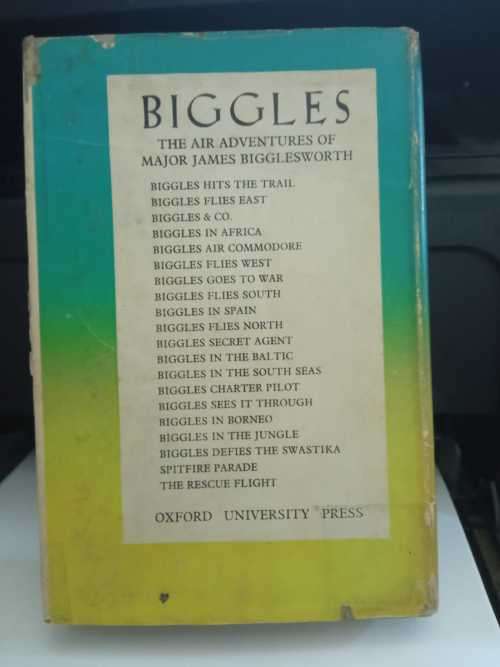 BIGGLES
THE AIR ADVENTURES OF
MAJOR JAMES BIGGLESWORTH
BIGGLES HITS THE TRAIL
BIGGLES FLIES EAST
BIGGLES & CO.
BIGGLES IN AFRICA
BIGGLES AIR COMMODORE
BIGGLES FLIES WEST
BIGGLES GOES TO WAR
BIGGLES FLIES SOUTH
BIGGLES IN SPAIN
BIGGLES FLIES NORTH
BIGGLES SECRET AGENT
BIGGLES IN THE BALTIC
BIGGLES IN THE SOUTH SEAS
BIGGLES CHARTER PILOT
BIGGLES SEES IT THROUGH
BIGGLES IN BORNEO
BIGGLES IN THE JUNGLE
BIGGLES DEFIES THE SWASTIKA
SPITFIRE PARADE
THE RESCUE FLIGHT
OXFORD UNIVERSITY PRESS